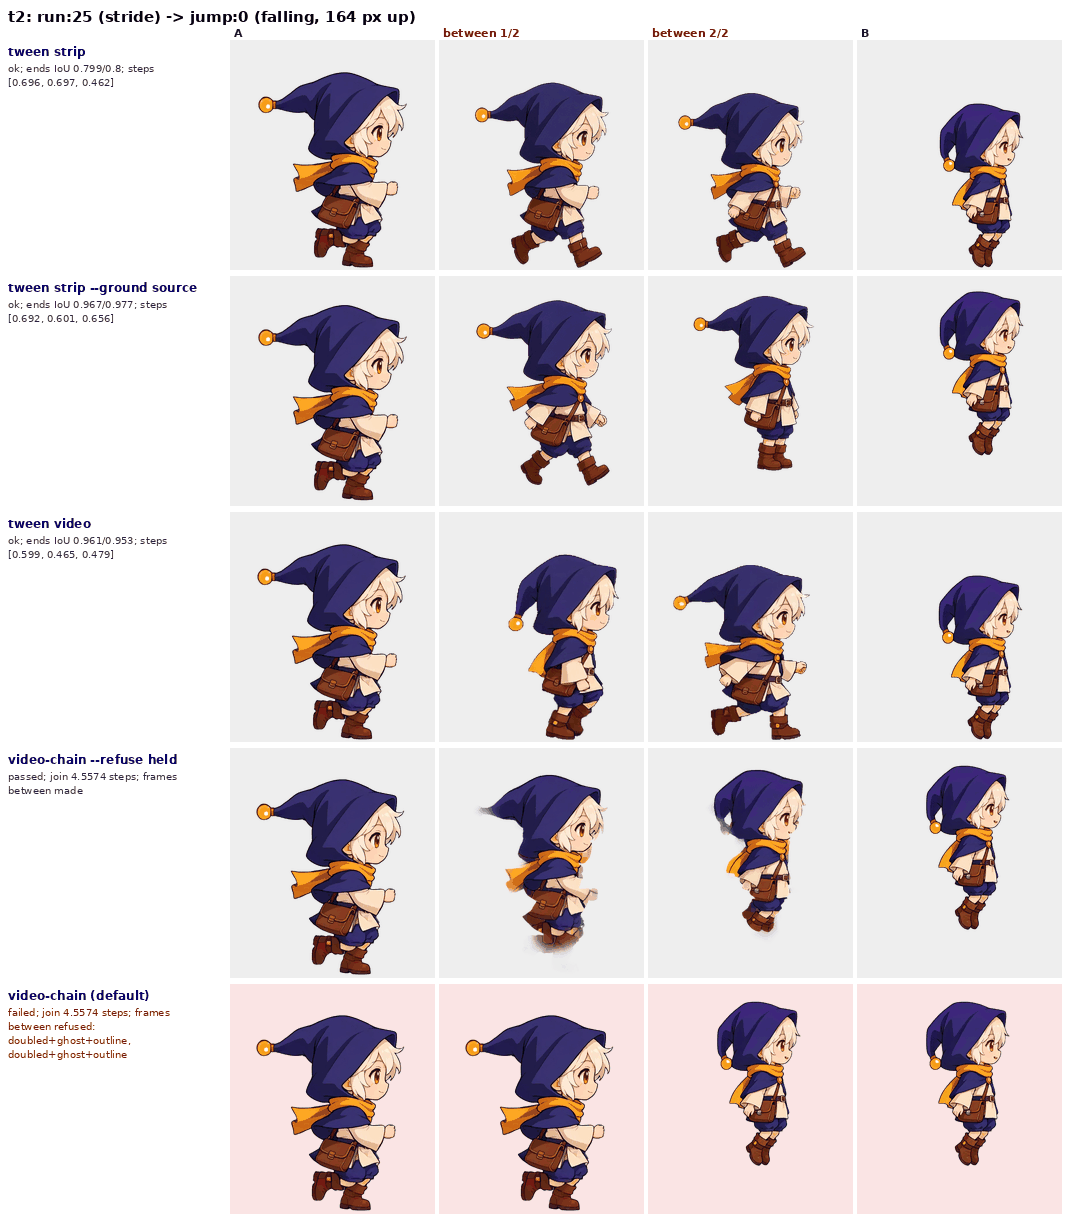 t2: run:25 (stride) -> jump:0 (falling, 164 px up)
A
between 1/2
between 2/2
B
tween strip
ok; ends IoU 0.799/0.8; steps
[0.696, 0.697, 0.462]
tween strip --ground source
ok; ends IoU 0.967/0.977; steps
[0.692, 0.601, 0.656]
tween video
ok; ends IoU 0.961/0.953; steps
[0.599, 0.465, 0.479]
video-chain --refuse held
passed; join 4.5574 steps; frames
between made
video-chain (default)
failed; join 4.5574 steps; frames
between refused:
doubled+ghost+outline,
doubled+ghost+outline